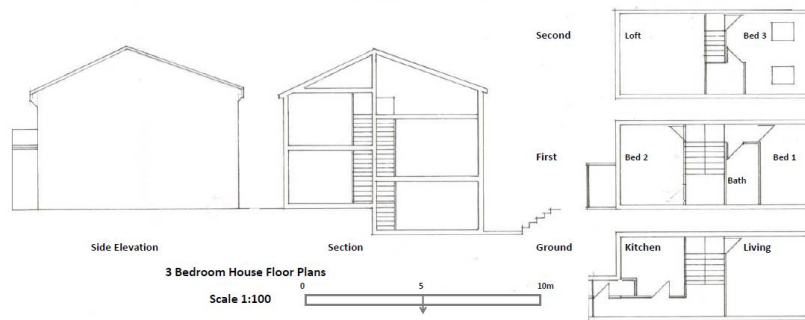 Second
Loft
Bed 3
First
Bed 2
Bath
Bed 1
Side Elevation
Section
Ground
Kitchen
Living
3 Bedroom House Floor Plans
Scale 1:100
0 5 10m